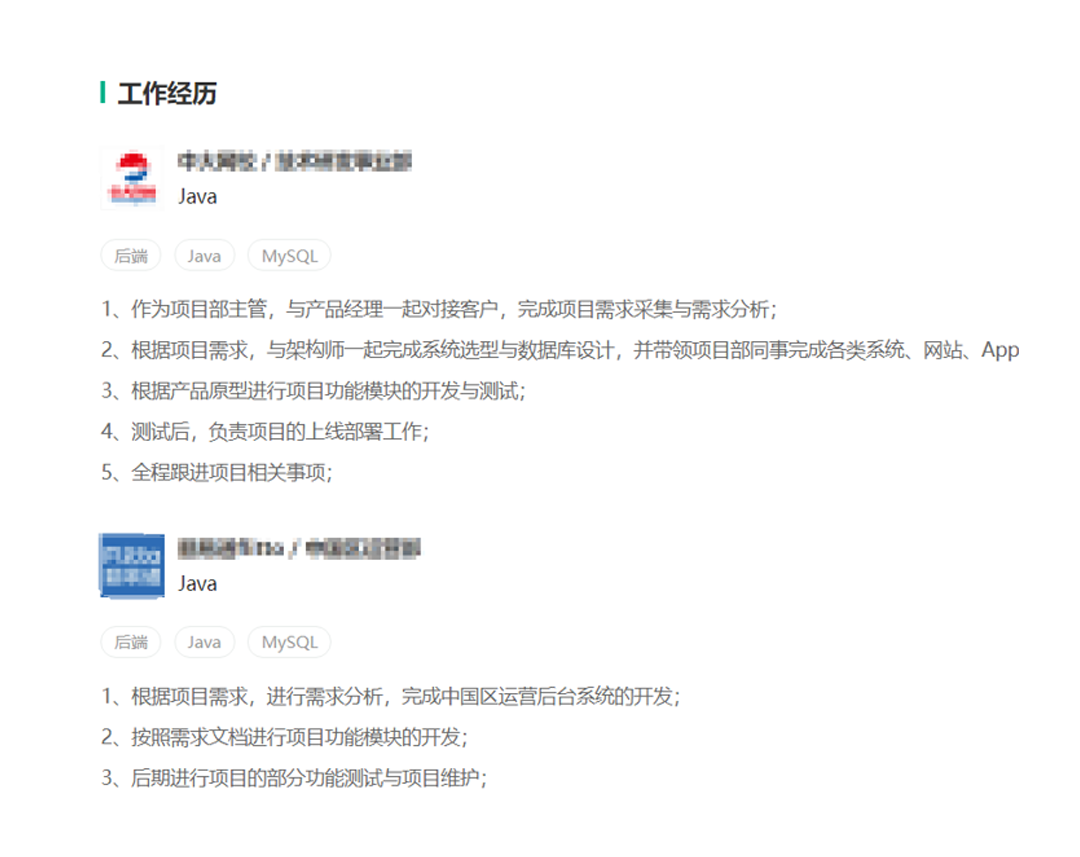 工作经历
Java
后端 Java MySQL
1、作为项目部主管，与产品经理一起对接客户，完成项目需求采集与需求分析；
2、根据项目需求，与架构师一起完成系统选型与数据库设计，并带领项目部同事完成各类系统、网站、App
3、根据产品原型进行项目功能模块的开发与测试；
4、测试后，负责项目的上线部署工作；
5、全程跟进项目相关事项；
Java
后端 Java MySQL
1、根据项目需求，进行需求分析，完成中国区运营后台系统的开发；
2、按照需求文档进行项目功能模块的开发；
3、后期进行项目的部分功能测试与项目维护；